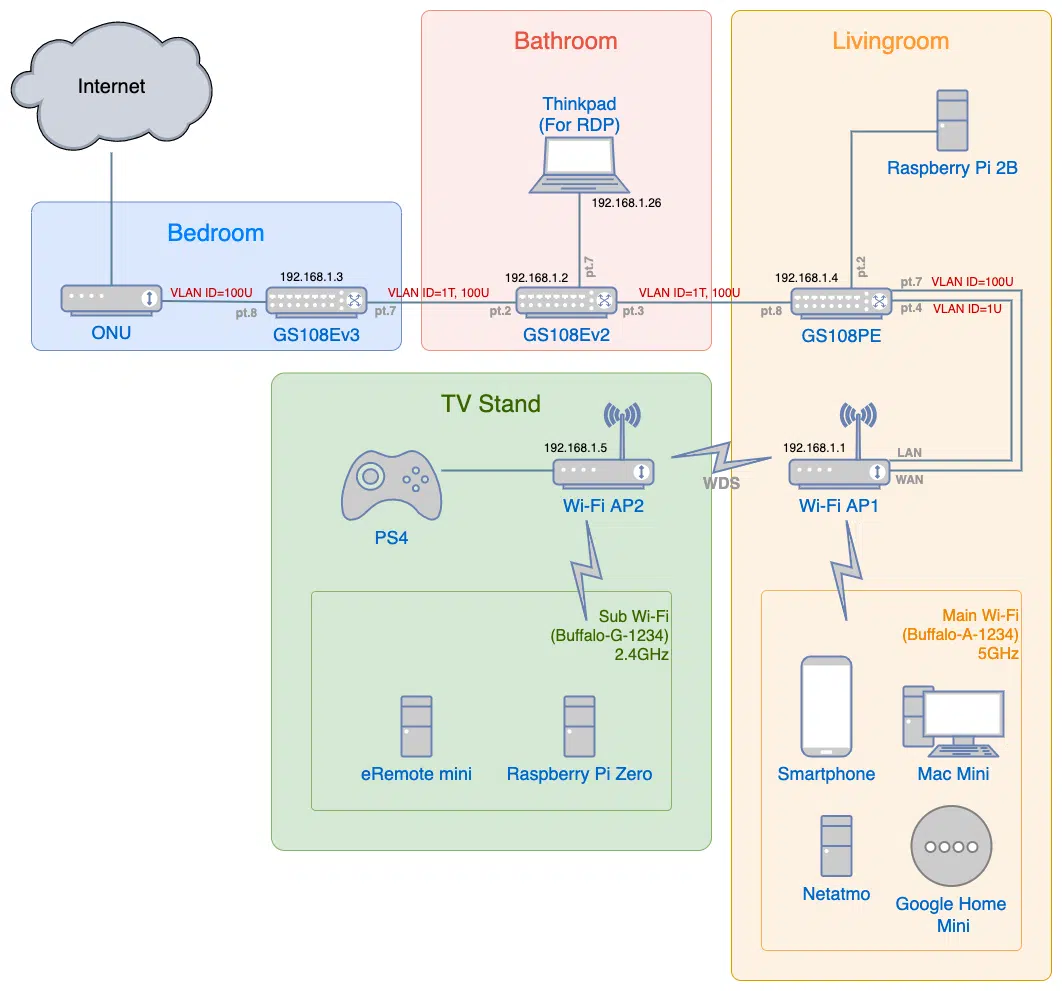 Internet
Bathroom
Livingroom
Thinkpad
(For RDP)
192.168.1.26
Raspberry Pi 2B
Bedroom
pt.7
pt.2
192.168.1.3
192.168.1.2
192.168.1.4
VLAN ID=100U
VLAN ID=1T, 100U
VLAN ID=1T, 100U
pt.7
VLAN ID=100U
pt.8
pt.7
pt.2
pt.3
pt.8
pt.4
VLAN ID=1U
ONU
GS108Ev3
GS108Ev2
GS108PE
TV Stand
192.168.1.5
192.168.1.1
LAN
WAN
WDS
PS4
Wi-Fi AP2
Wi-Fi AP1
Sub Wi-Fi
(Buffalo-G-1234)
2.4GHz
Main Wi-Fi
(Buffalo-A-1234)
5GHz
eRemote mini
Raspberry Pi Zero
Smartphone
Mac Mini
Netatmo
Google Home
Mini